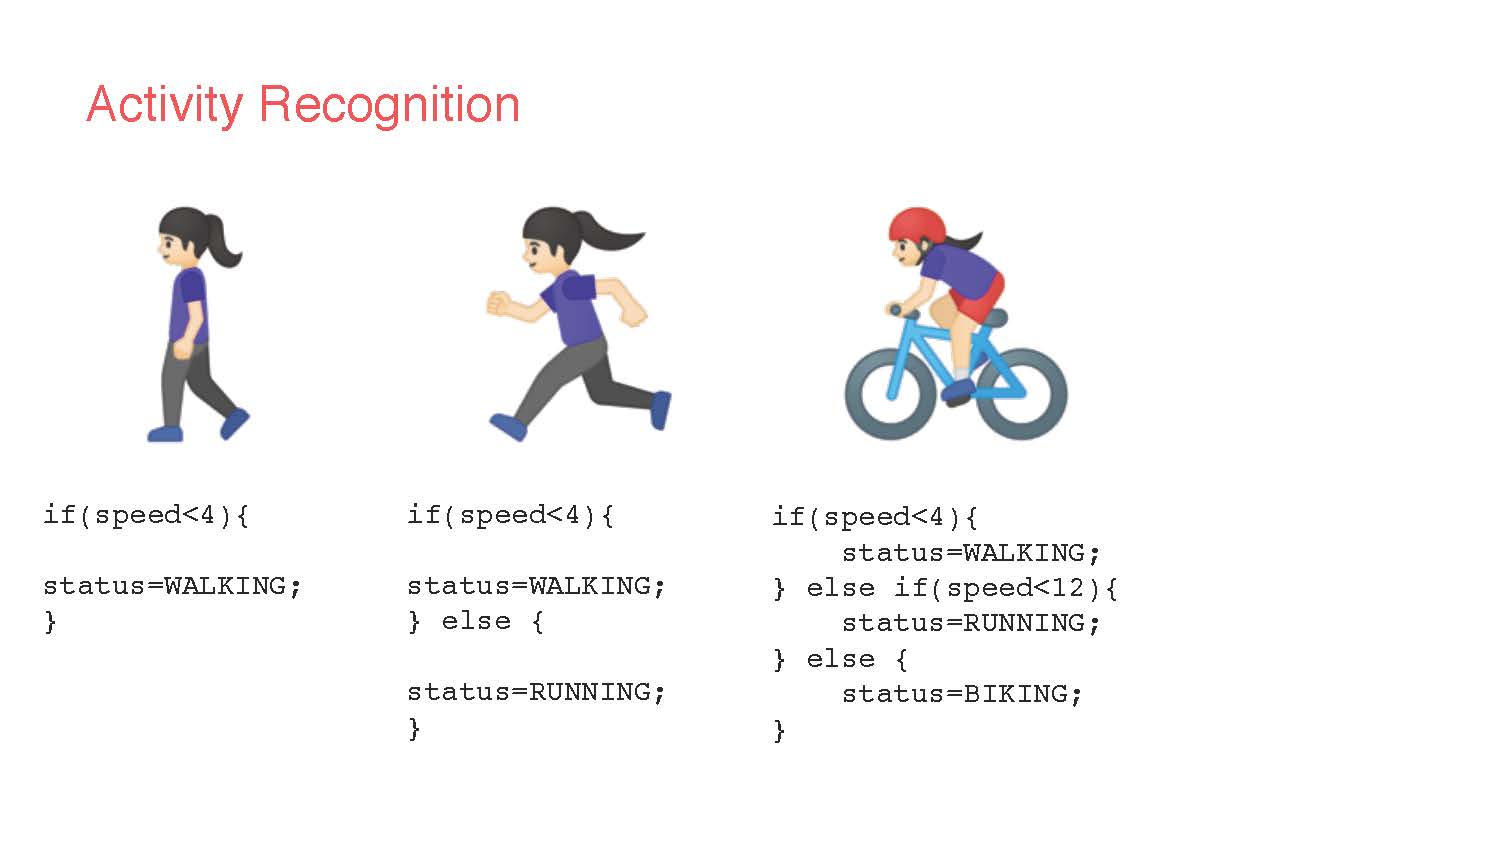 Activity Recognition
if(speed<4){
status=WALKING;
}
if(speed<4){
status=WALKING;
} else {
status=RUNNING;
}
if(speed<4){
    status=WALKING;
} else if(speed<12){
    status=RUNNING;
} else {
    status=BIKING;
}